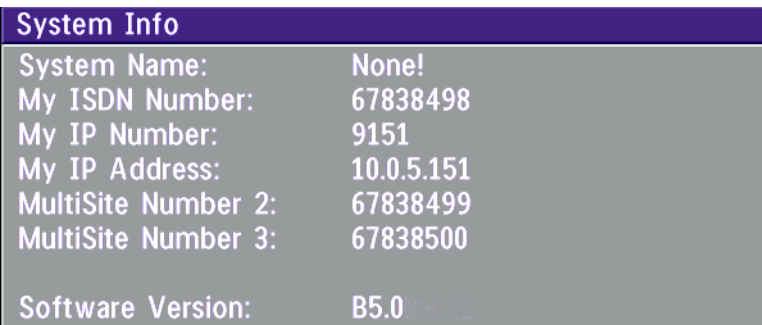 System Info
System Name: None!
My ISDN Number: 67838498
My IP Number: 9151
My IP Address: 10.0.5.151
MultiSite Number 2: 67838499
MultiSite Number 3: 67838500
Software Version: B5.0